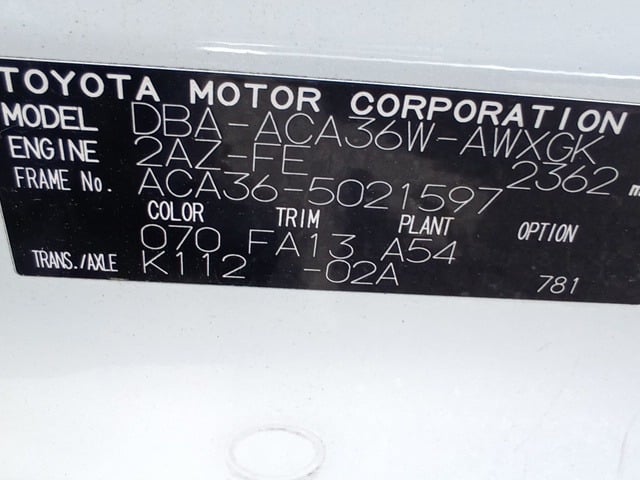 TOYOTA MOTOR CORPORATION
MODEL DBA-ACA36W-AWXGK
ENGINE 2AZ-FE 2362 m
FRAME No. ACA36-5021597
COLOR TRIM PLANT OPTION
070 FA13 A54
TRANS./AXLE K112 -02A 781